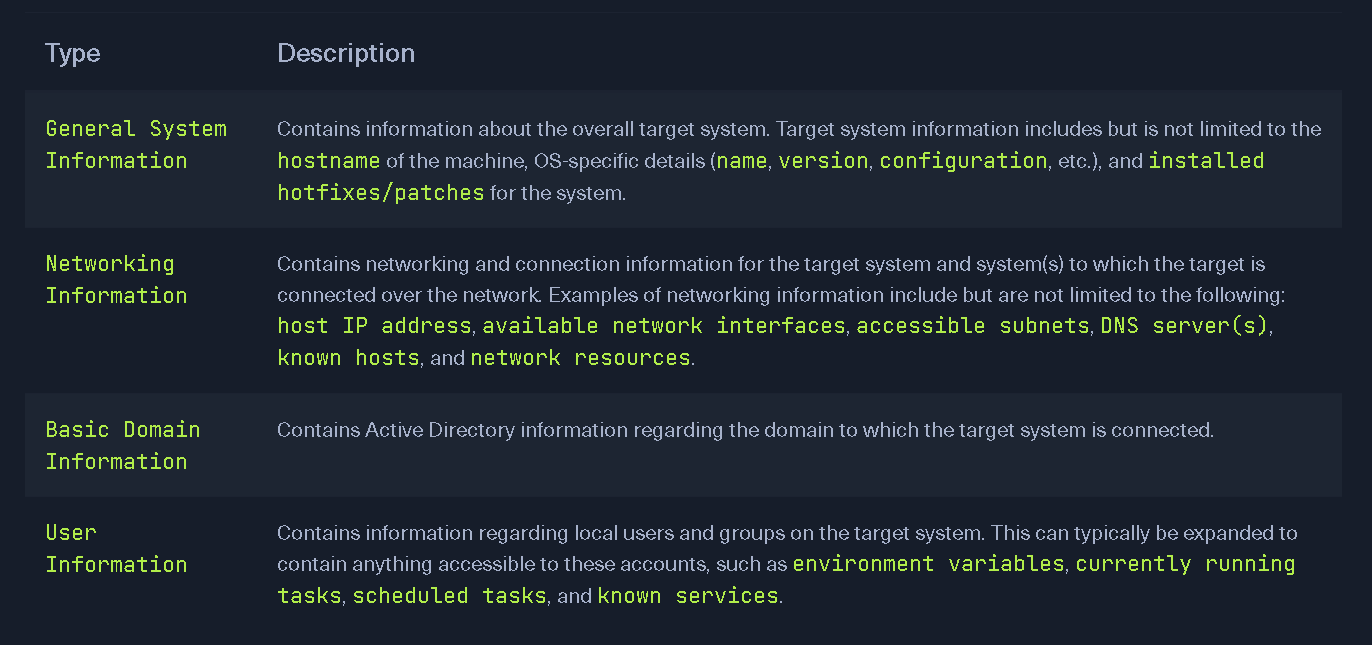 Type Description
General System Information
Contains information about the overall target system. Target system information includes but is not limited to the
hostname of the machine, OS-specific details (name, version, configuration, etc.), and installed
hotfixes/patches for the system.
Networking Information
Contains networking and connection information for the target system and system(s) to which the target is
connected over the network. Examples of networking information include but are not limited to the following:
host IP address, available network interfaces, accessible subnets, DNS server(s),
known hosts, and network resources.
Basic Domain Information
Contains Active Directory information regarding the domain to which the target system is connected.
User Information
Contains information regarding local users and groups on the target system. This can typically be expanded to
contain anything accessible to these accounts, such as environment variables, currently running
tasks, scheduled tasks, and known services.